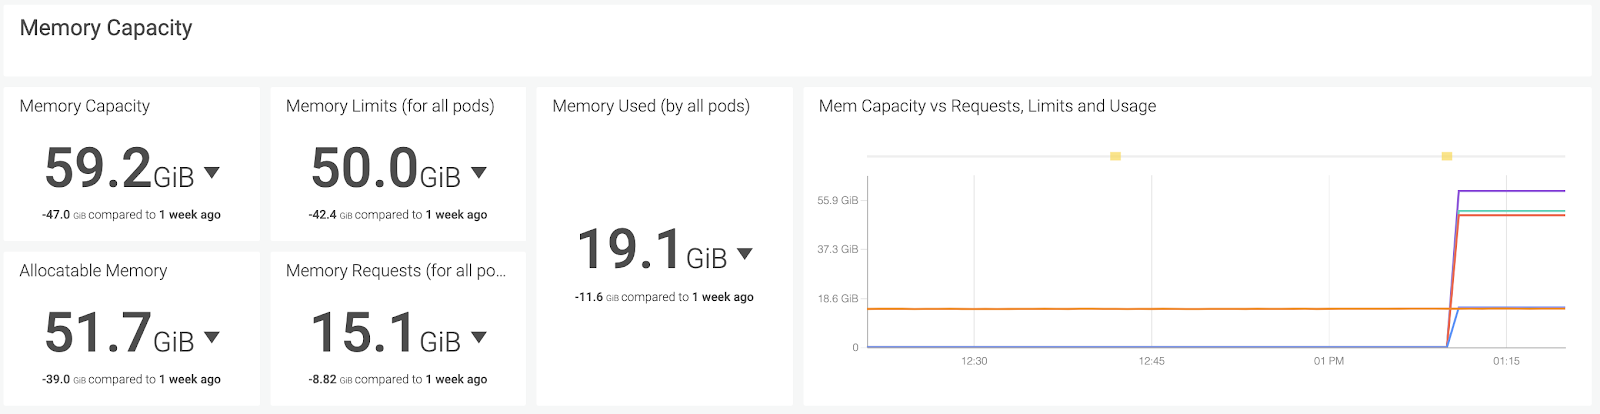 Memory Capacity
Memory Capacity
59.2GiB
-47.0 GiB compared to 1 week ago
Memory Limits (for all pods)
50.0GiB
-42.4 GiB compared to 1 week ago
Allocatable Memory
51.7GiB
-39.0 GiB compared to 1 week ago
Memory Requests (for all po...
15.1GiB
-8.82 GiB compared to 1 week ago
Memory Used (by all pods)
19.1GiB
-11.6 GiB compared to 1 week ago
Mem Capacity vs Requests, Limits and Usage
55.9 GiB
37.3 GiB
18.6 GiB
0
12:30 12:45 01 PM 01:15